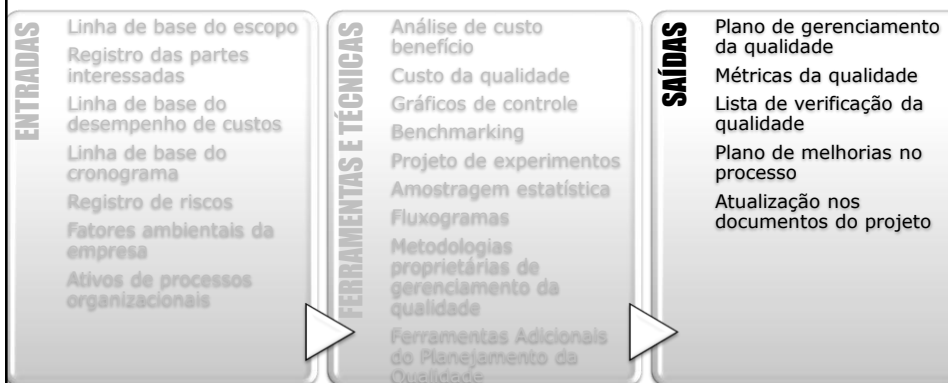 ENTRADAS
Linha de base do escopo
Registro das partes
interessadas
Linha de base do
desempenho de custos
Linha de base do
cronograma
Registro de riscos
Fatores ambientais da
empresa
Ativos de processos
organizacionais
FERRAMENTAS E TÉCNICAS
Análise de custo
benefício
Custo da qualidade
Gráficos de controle
Benchmarking
Projeto de experimentos
Amostragem estatística
Fluxogramas
Metodologias
proprietárias de
gerenciamento da
qualidade
Ferramentas Adicionais
do Planejamento da
Qualidade
SAÍDAS
Plano de gerenciamento
da qualidade
Métricas da qualidade
Lista de verificação da
qualidade
Plano de melhorias no
processo
Atualização nos
documentos do projeto